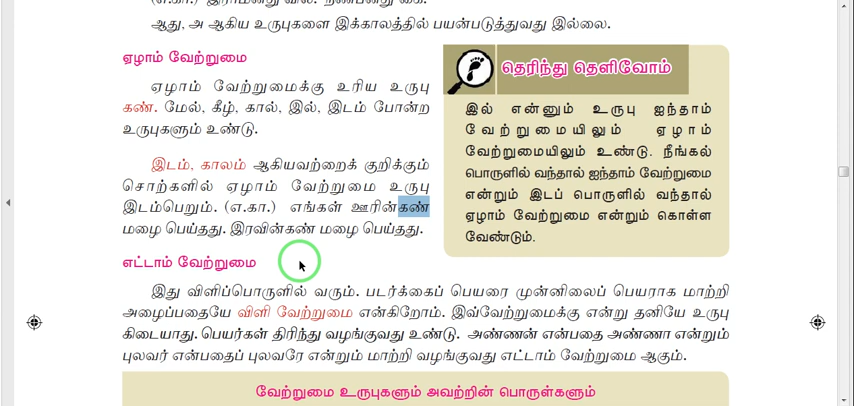 (எ.கா.) இராமனது வில். நண்பனது கை.
ஆது, அ ஆகிய உருபுகளை இக்காலத்தில் பயன்படுத்துவது இல்லை.
ஏழாம் வேற்றுமை
ஏழாம் வேற்றுமைக்கு உரிய உருபு
கண். மேல், கீழ், கால், இல், இடம் போன்ற
உருபுகளும் உண்டு.
இடம், காலம் ஆகியவற்றைக் குறிக்கும்
சொற்களில் ஏழாம் வேற்றுமை உருபு
இடம்பெறும். (எ.கா.) எங்கள் ஊரின்கண்
மழை பெய்தது. இரவின்கண் மழை பெய்தது.
தெரிந்து தெளிவோம்
இல் என்னும் உருபு ஐந்தாம்
வேற்றுமையிலும் ஏழாம்
வேற்றுமையிலும் உண்டு. நீங்கல்
பொருளில் வந்தால் ஐந்தாம் வேற்றுமை
என்றும் இடப் பொருளில் வந்தால்
ஏழாம் வேற்றுமை என்றும் கொள்ள
வேண்டும்.
எட்டாம் வேற்றுமை
இது விளிப்பொருளில் வரும். படர்க்கைப் பெயரை முன்னிலைப் பெயராக மாற்றி
அழைப்பதையே விளி வேற்றுமை என்கிறோம். இவ்வேற்றுமைக்கு என்று தனியே உருபு
கிடையாது. பெயர்கள் திரிந்து வழங்குவது உண்டு. அண்ணன் என்பதை அண்ணா என்றும்
புலவர் என்பதைப் புலவரே என்றும் மாற்றி வழங்குவது எட்டாம் வேற்றுமை ஆகும்.
வேற்றுமை உருபுகளும் அவற்றின் பொருள்களும்